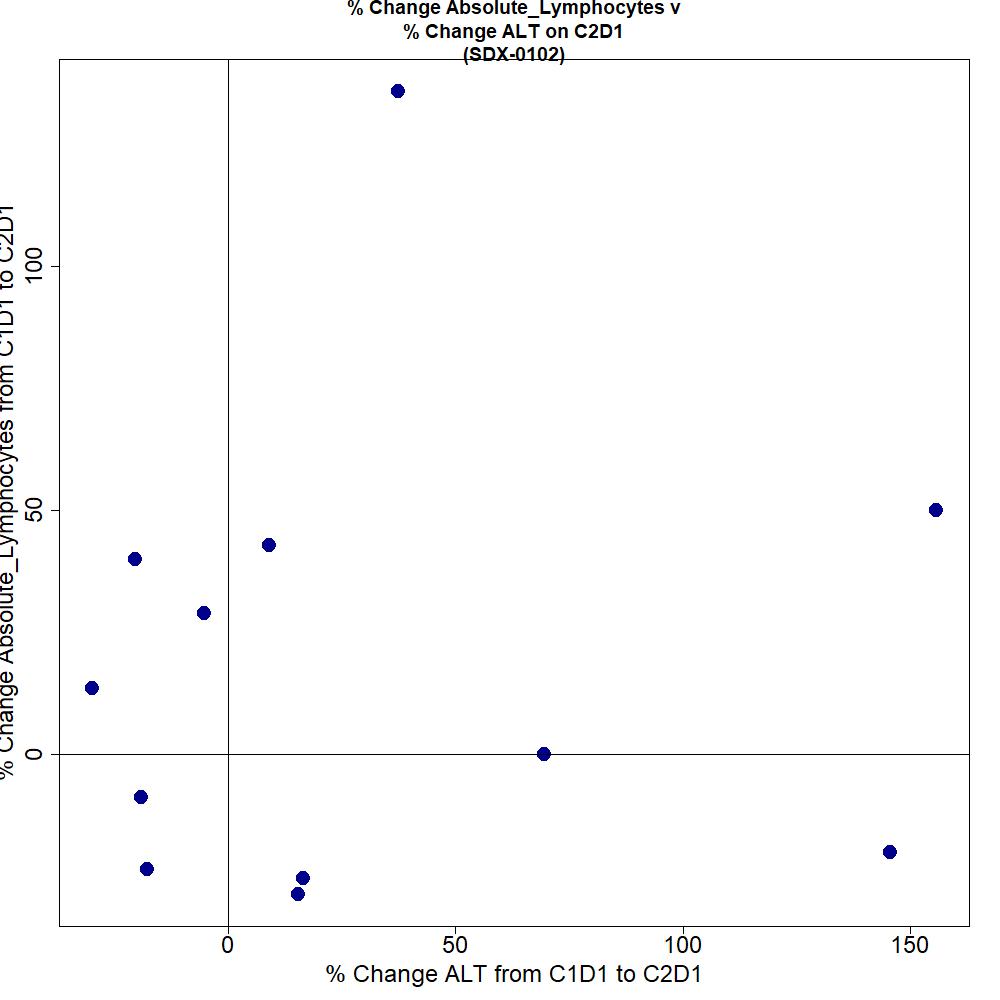 % Change Absolute_Lymphocytes v
% Change ALT on C2D1
(SDX-0102)
% Change Absolute_Lymphocytes from C1D1 to C2D1
100
50
0
0
50
100
150
% Change ALT from C1D1 to C2D1